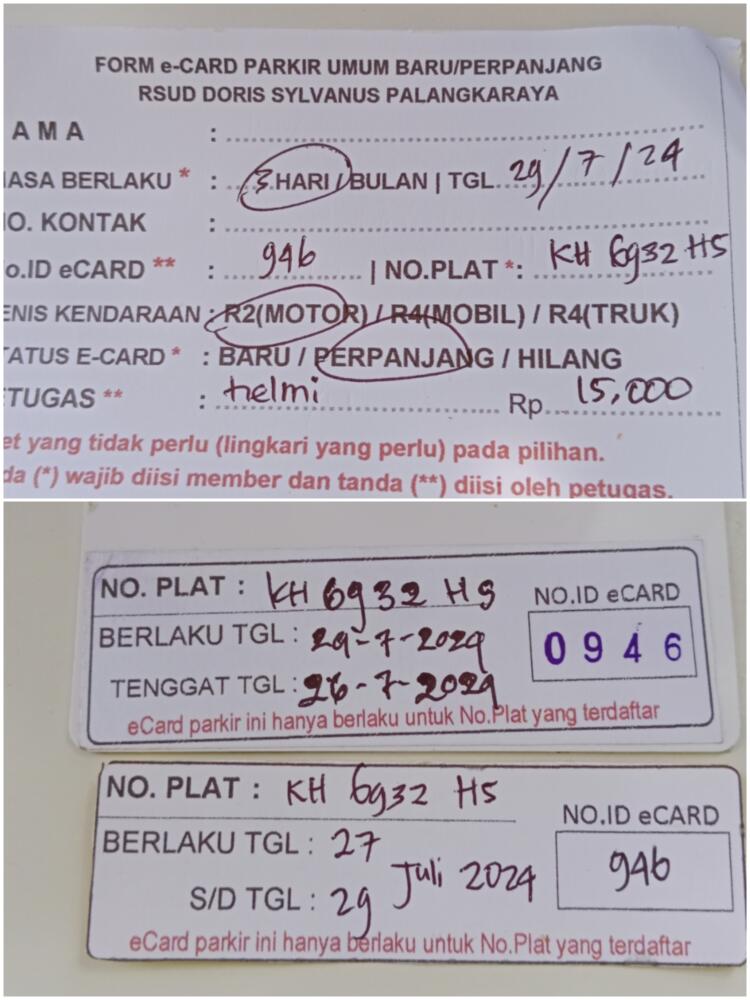 FORM e-CARD PARKIR UMUM BARU/PERPANJANG
RSUD DORIS SYLVANUS PALANGKARAYA
AMA :
ASA BERLAKU * : 3 HARI / BULAN | TGL. 29/7/24
O. KONTAK :
o.ID eCARD ** : 946 | NO.PLAT *: KH 6932 HS
ENIS KENDARAAN : R2(MOTOR) / R4(MOBIL) / R4(TRUK)
ATUS E-CARD * : BARU / PERPANJANG / HILANG
TUGAS ** : helmi Rp. 15,000
et yang tidak perlu (lingkari yang perlu) pada pilihan.
da (*) wajib diisi member dan tanda (**) diisi oleh petugas.
NO. PLAT : KH 6932 HS
NO.ID eCARD
BERLAKU TGL : 24-7-2024
0946
TENGGAT TGL : 26-7-2024
eCard parkir ini hanya berlaku untuk No.Plat yang terdaftar
NO. PLAT : KH 6932 HS
NO.ID eCARD
BERLAKU TGL : 27
946
Juli 2024
S/D TGL : 29
eCard parkir ini hanya berlaku untuk No.Plat yang terdaftar